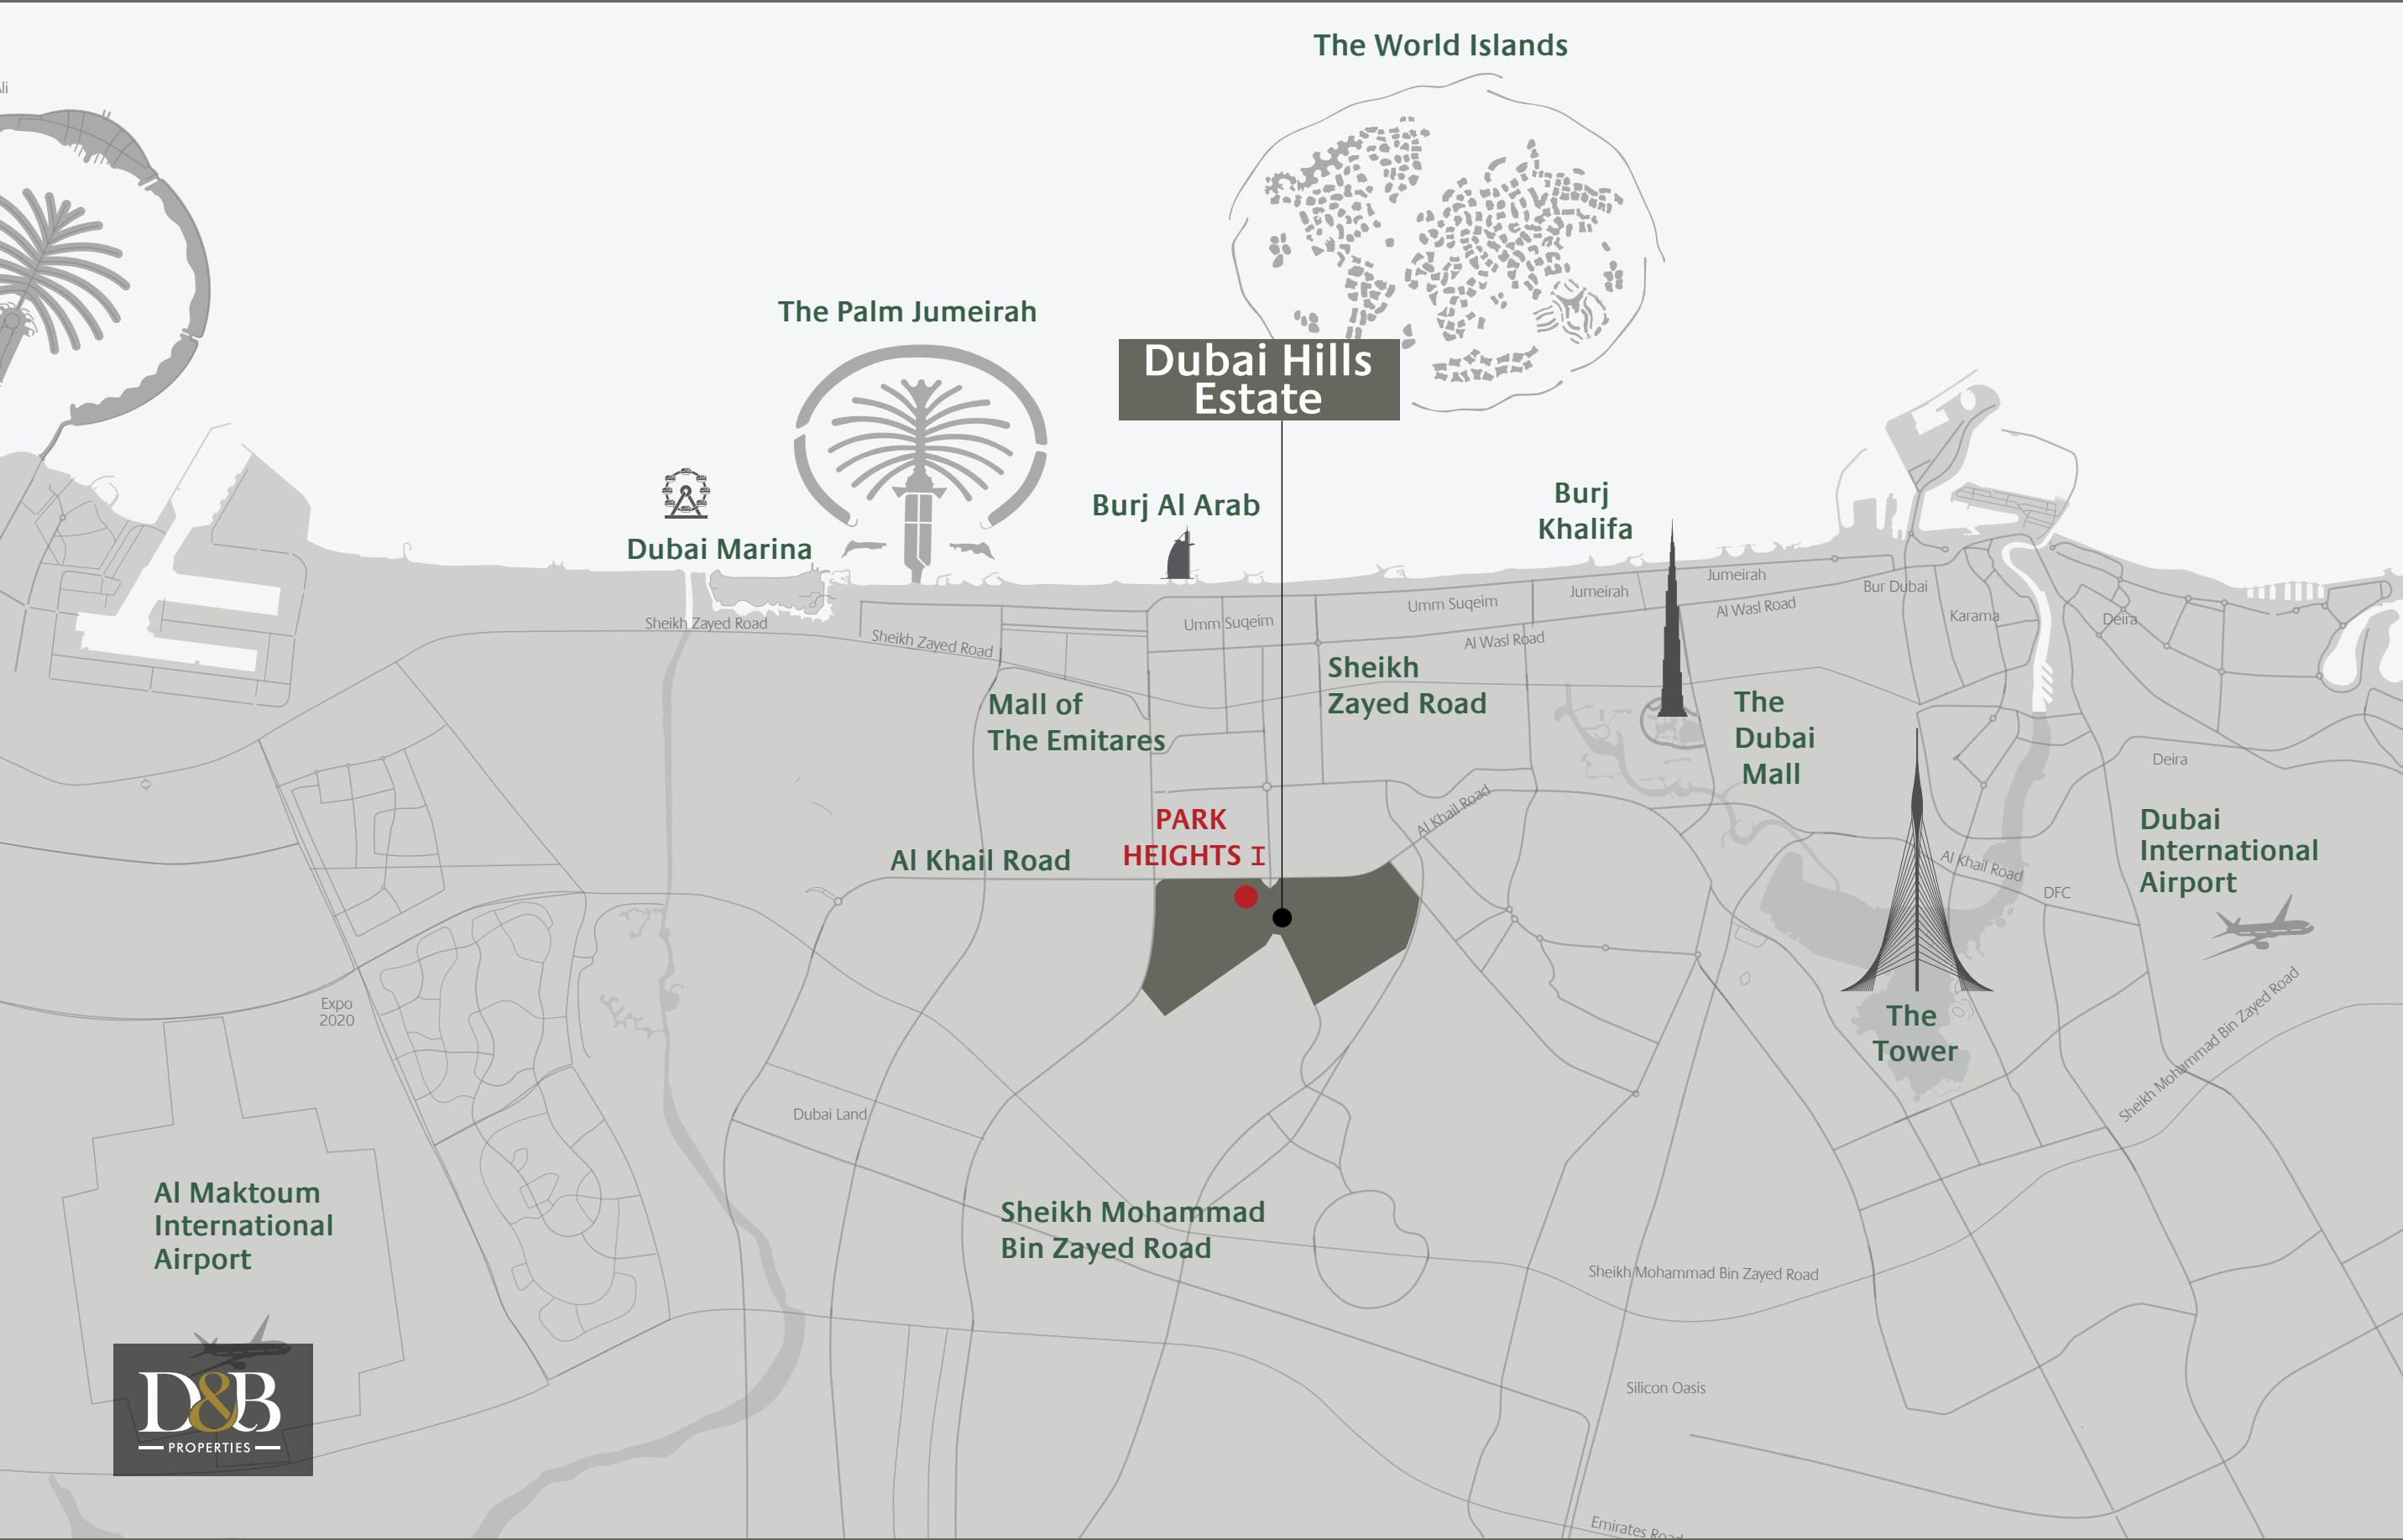 The World Islands
The Palm Jumeirah
Dubai Hills
Estate
Burj Al Arab
Burj
Khalifa
Dubai Marina
Jumeirah
Jumeirah
Bur Dubai
Umm Suqeim
Al Wasl Road
Karama
Deira
Sheikh Zayed Road
Umm Suqeim
Sheikh Zayed Road
Al Wasl Road
Sheikh
Zayed Road
Mall of
The Emitares
The
Dubai
Mall
Deira
Al Khail Road
PARK
HEIGHTS I
Al Khail Road
Al Khail Road
DFC
Dubai
International
Airport
Expo
2020
The
Tower
Sheikh Mohammad Bin Zayed Road
Dubai Land
Al Maktoum
International
Airport
Sheikh Mohammad
Bin Zayed Road
Sheikh Mohammad Bin Zayed Road
Silicon Oasis
D&B
PROPERTIES
Emirates Road